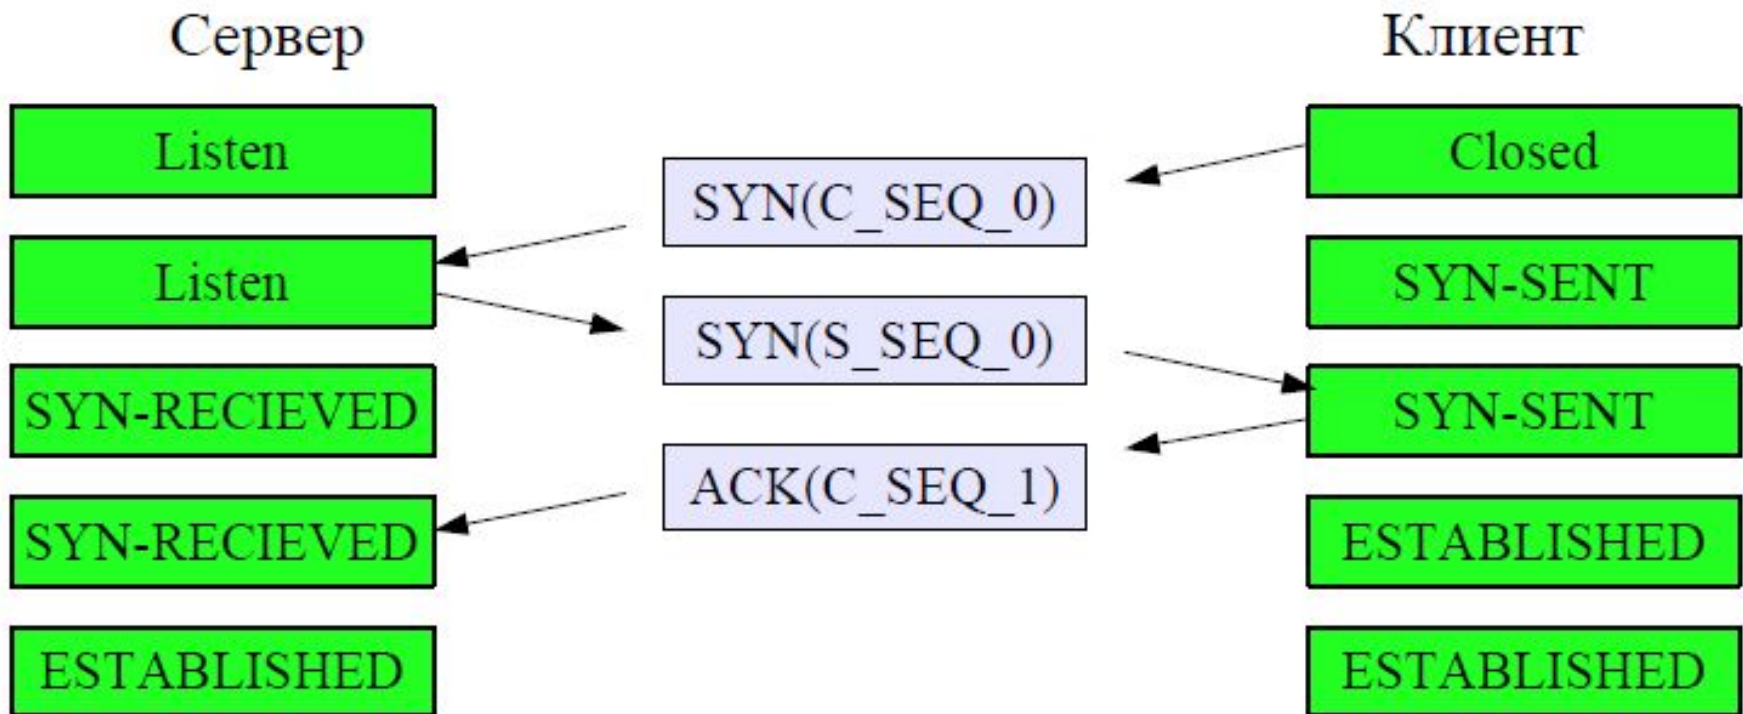 Сервер
Клиент
Listen
Closed
SYN(C_SEQ_0)
Listen
SYN-SENT
SYN(S_SEQ_0)
SYN-RECIEVED
SYN-SENT
ACK(C_SEQ_1)
SYN-RECIEVED
ESTABLISHED
ESTABLISHED
ESTABLISHED